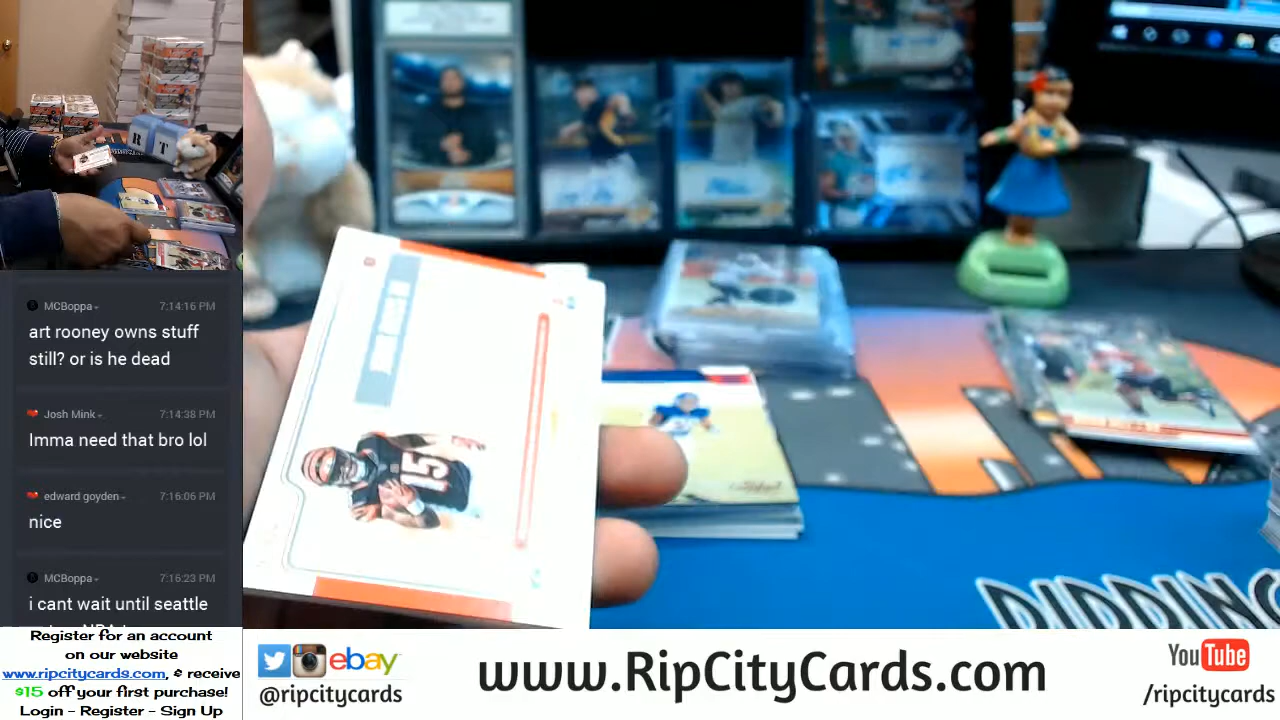 MCBoppa 7:14:16 PM
art rooney owns stuff
still? or is he dead
Josh Mink 7:14:38 PM
Imma need that bro lol
edward goyden 7:16:06 PM
nice
MCBoppa 7:16:23 PM
i cant wait until seattle
Register for an account
on our website
www.ripcitycards.com, & receive
$15 off your first purchase!
Login - Register - Sign Up
R T
15
ebay
@ripcitycards
www.RipCityCards.com
YouTube
/ripcitycards